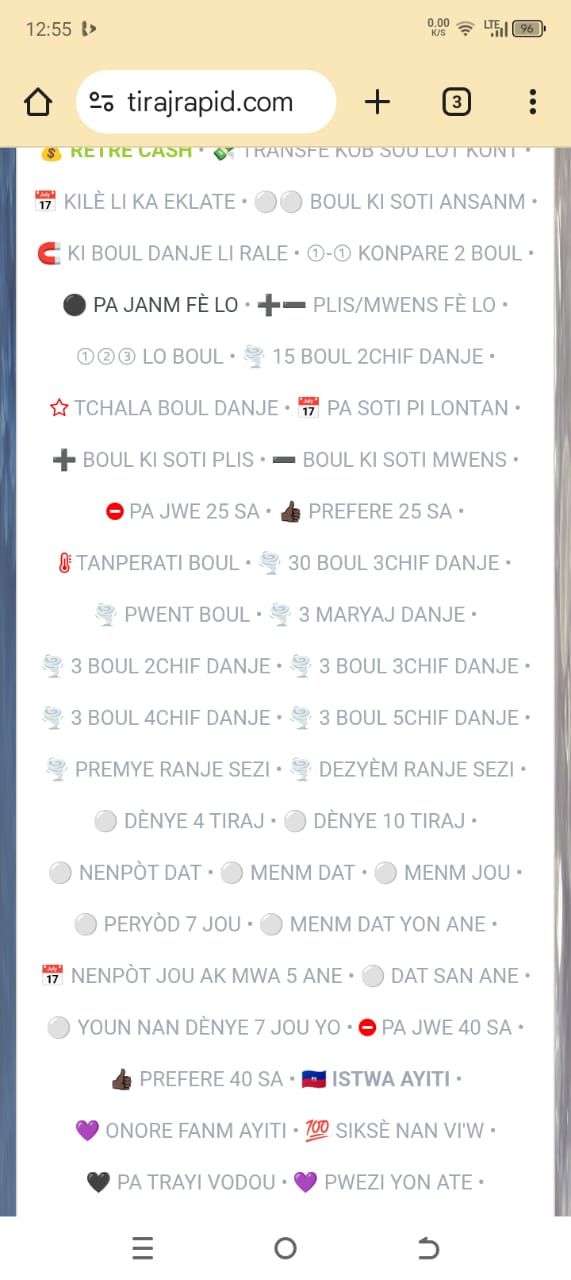 12:55
0.00 K/S LTE 96
tirajrapid.com 3
💰 RETRE CASH • 💸 TRANSFE KOB SOU LOT KONT •
📅 KILÈ LI KA EKLATE • ⚪⚪ BOUL KI SOTI ANSANM •
🧲 KI BOUL DANJE LI RALE • ①-① KONPARE 2 BOUL •
⚫ PA JANM FÈ LO • ➕➖ PLIS/MWENS FÈ LO •
①②③ LO BOUL • 🌪 15 BOUL 2CHIF DANJE •
☆ TCHALA BOUL DANJE • 📅 PA SOTI PI LONTAN •
➕ BOUL KI SOTI PLIS • ➖ BOUL KI SOTI MWENS •
⛔ PA JWE 25 SA • 👍🏿 PREFERE 25 SA •
🌡TANPERATI BOUL • 🌪 30 BOUL 3CHIF DANJE •
🌪 PWENT BOUL • 🌪 3 MARYAJ DANJE •
🌪 3 BOUL 2CHIF DANJE • 🌪 3 BOUL 3CHIF DANJE •
🌪 3 BOUL 4CHIF DANJE • 🌪 3 BOUL 5CHIF DANJE •
🌪 PREMYE RANJE SEZI • 🌪 DEZYÈM RANJE SEZI •
⚪ DÈNYE 4 TIRAJ • ⚪ DÈNYE 10 TIRAJ •
⚪ NENPÒT DAT • ⚪ MENM DAT • ⚪ MENM JOU •
⚪ PERYÒD 7 JOU • ⚪ MENM DAT YON ANE •
📅 NENPÒT JOU AK MWA 5 ANE • ⚪ DAT SAN ANE •
⚪ YOUN NAN DÈNYE 7 JOU YO • ⛔ PA JWE 40 SA •
👍🏿 PREFERE 40 SA • 🇭🇹 ISTWA AYITI •
💜 ONORE FANM AYITI • 💯 SIKSÈ NAN VI'W •
🖤 PA TRAYI VODOU • 💜 PWEZI YON ATE •